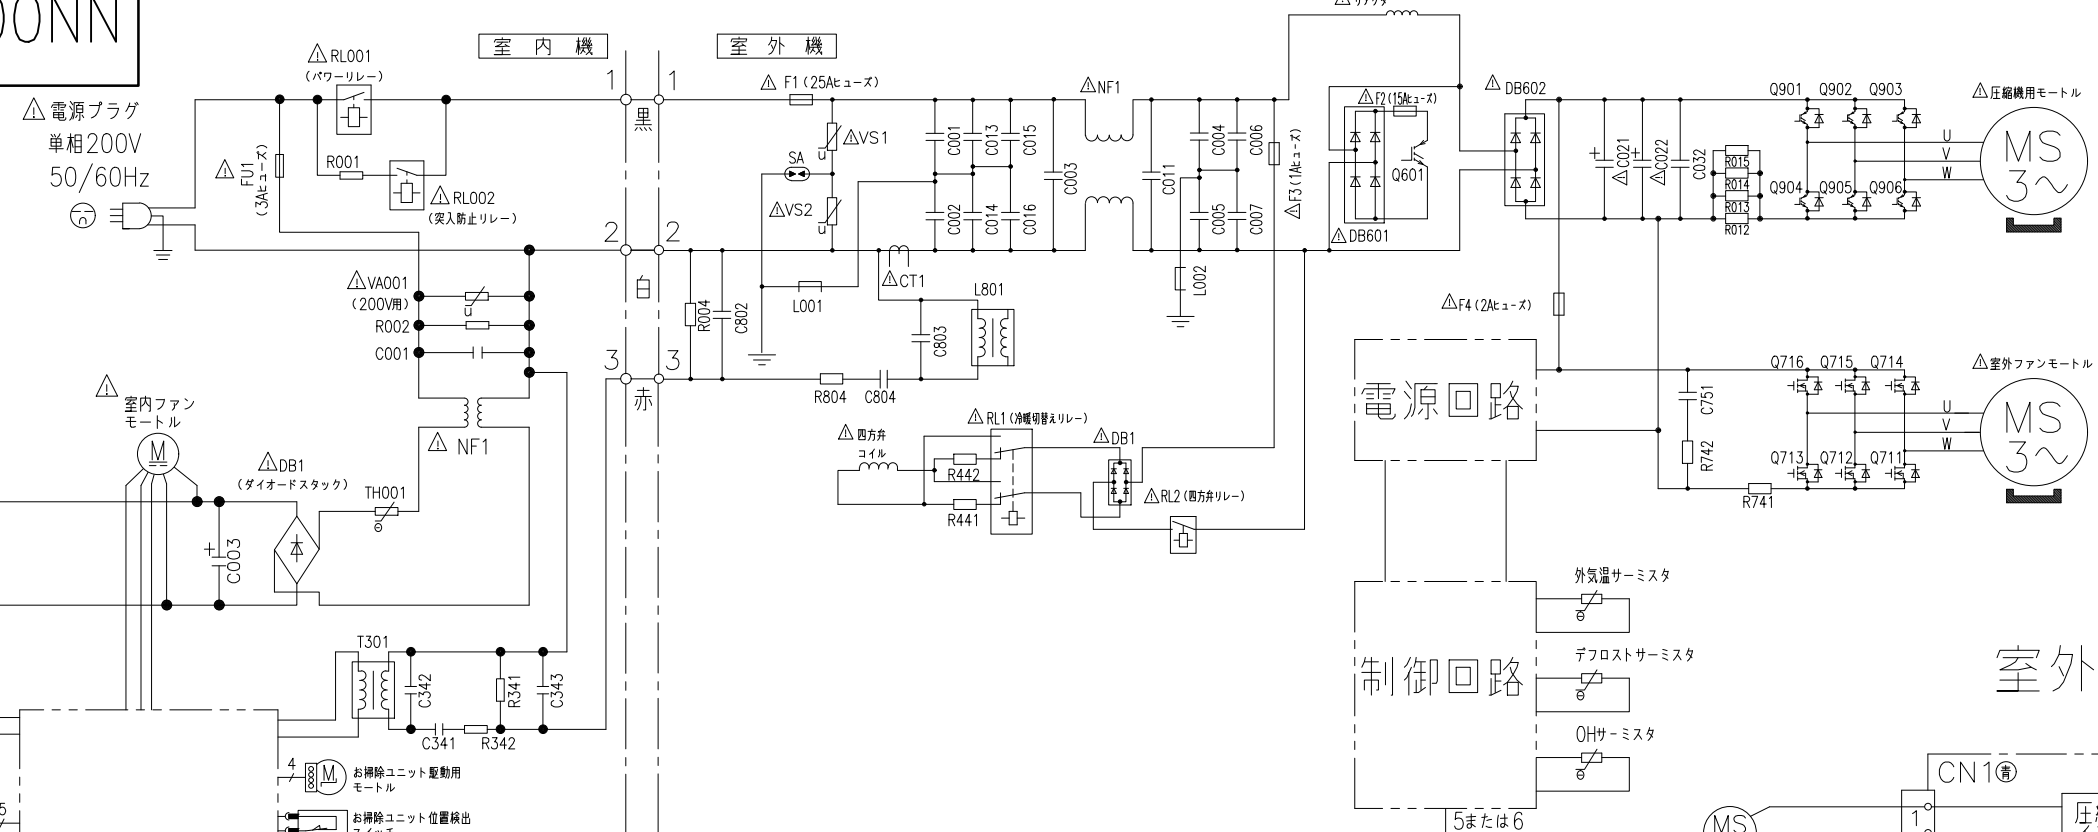 00NN
RL001
(パワーリレー)
電源プラグ
単相200V
50/60Hz
FU1
(3Aヒューズ)
R001
RL002
(突入防止リレー)
VA001
(200V用)
R002
C001
NF1
室内ファン
モートル
M
DB1
(ダイオードスタック)
TH001
C003
T301
C342
R341
C343
C341
R342
4
M
お掃除ユニット駆動用
モートル
お掃除ユニット位置検出
5
室内機
室外機
1 1
黒
2 2
白
3 3
赤
F1 (25Aヒューズ)
VS1
SA
VS2
L001
C001
C013
C015
C002
C014
C016
C003
NF1
C011
C004
C006
C005
C007
F3 (1Aヒューズ)
L002
CT1
R004
C802
C803
L801
R804
C804
四方弁
コイル
RL1 (冷暖切替えリレー)
R442
R441
DB1
RL2 (四方弁リレー)
F2 (15Aヒューズ)
Q601
DB601
DB602
C021
C022
C032
R015
R014
R013
R012
Q901 Q902 Q903
Q904 Q905 Q906
U
V
W
圧縮機用モートル
MS
3～
F4 (2Aヒューズ)
電源回路
C751
R742
R741
Q716 Q715 Q714
Q713 Q712 Q711
U
V
W
室外ファンモートル
MS
3～
制御回路
外気温サーミスタ
デフロストサーミスタ
OHサーミスタ
5または6
室外
CN1青
1
MS